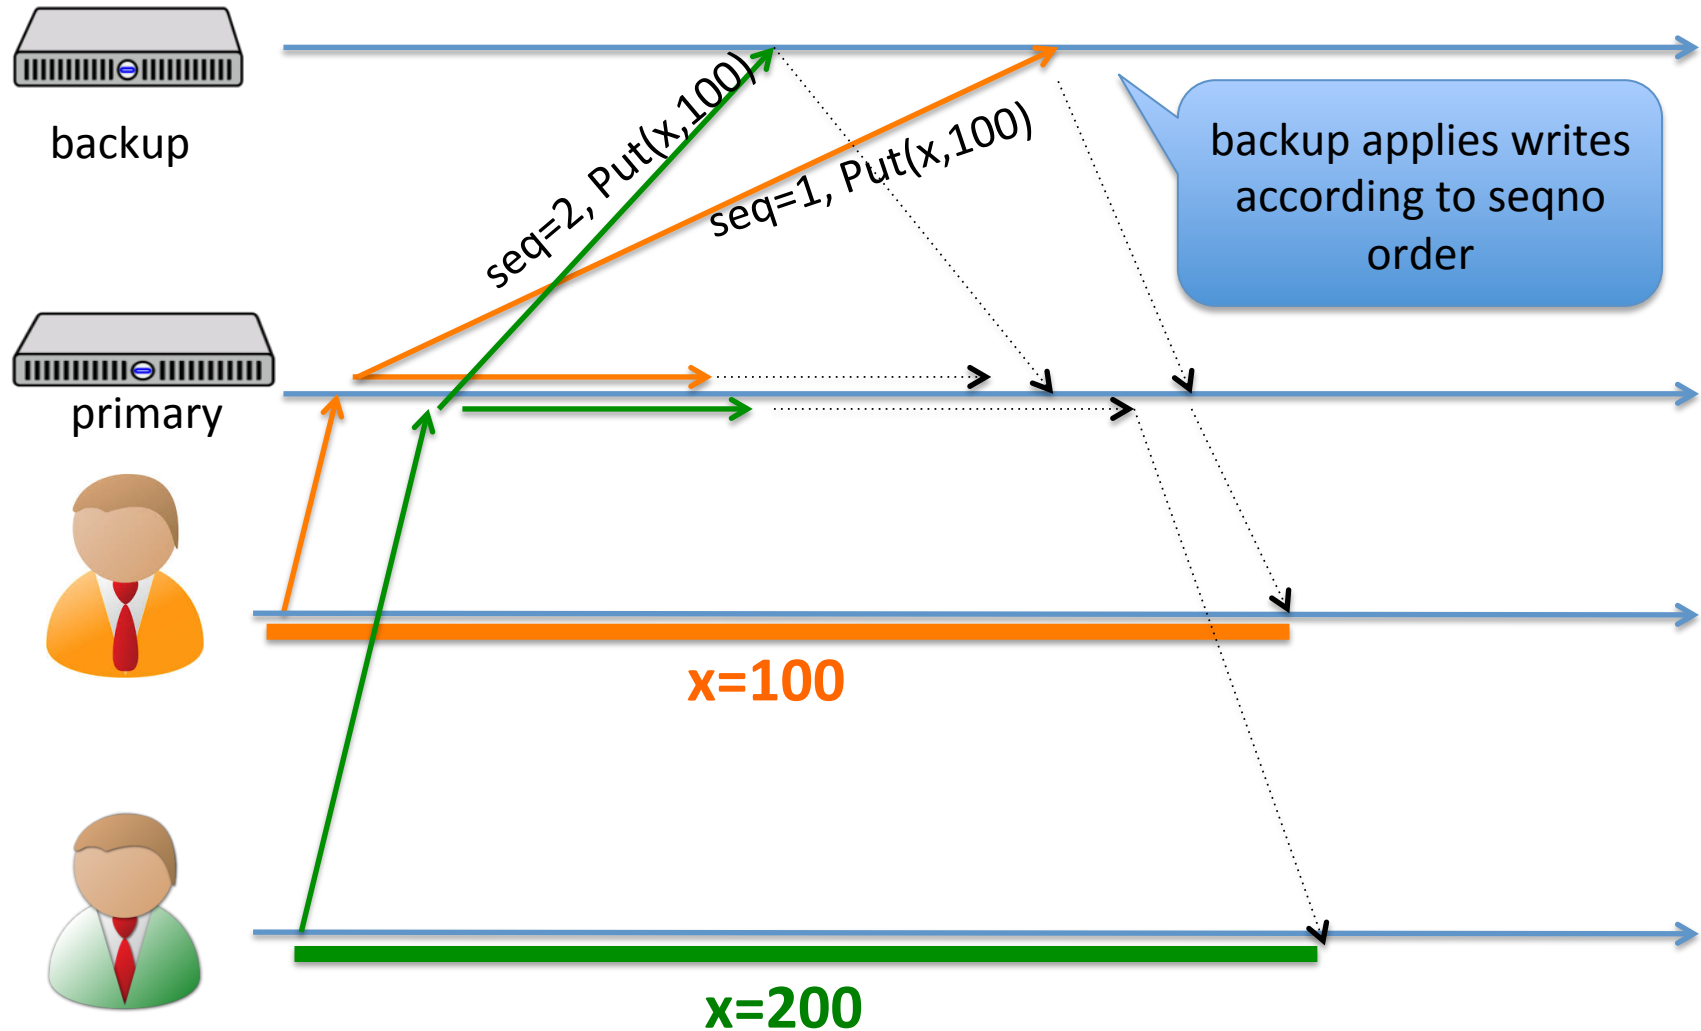 backup
seq=2, Put(x,100)
seq=1, Put(x,100)
backup applies writes
according to seqno
order
primary
x=100
x=200